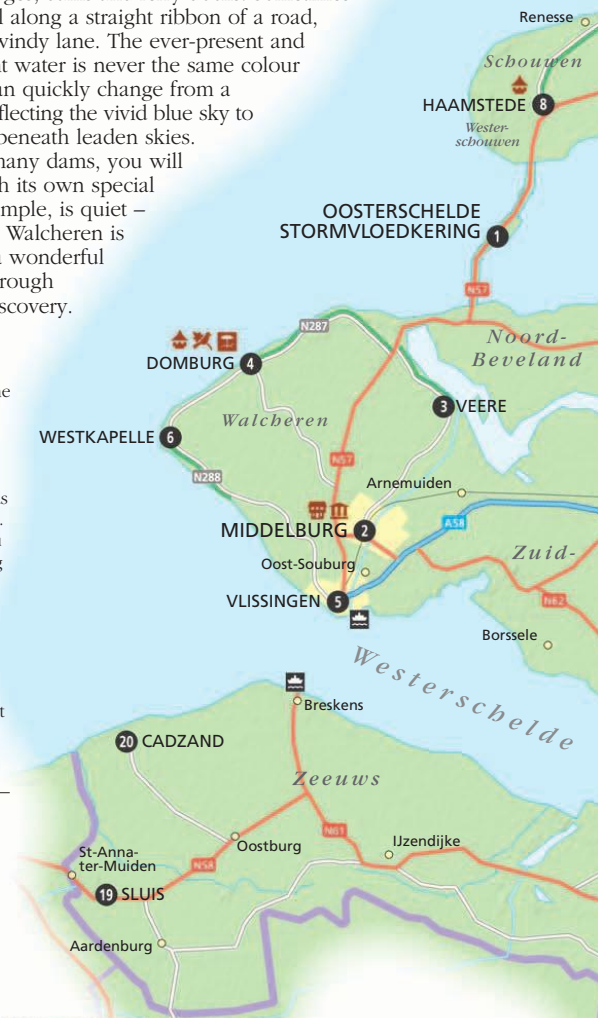 l along a straight ribbon of a road,
windy lane. The ever-present and
nt water is never the same colour
an quickly change from a
flecting the vivid blue sky to
beneath leaden skies.
many dams, you will
h its own special
mple, is quiet –
Walcheren is
wonderful
rough
scovery.
Renesse
Schouwen
HAAMSTEDE 8
Wester-
schouwen
OOSTERSCHELDE
STORMVLOEDKERING 1
N57
N287
Noord-
Beveland
DOMBURG 4
3 VEERE
Walcheren
WESTKAPELLE 6
N57
N288
Arnemuiden
MIDDELBURG 2
A58
Zuid-
Oost-Souburg
VLISSINGEN 5
N62
Borssele
Westerschelde
Breskens
20 CADZAND
Zeeuws
N61
IJzendijke
Oostburg
St-Anna-
ter-Muiden
N58
19 SLUIS
Aardenburg